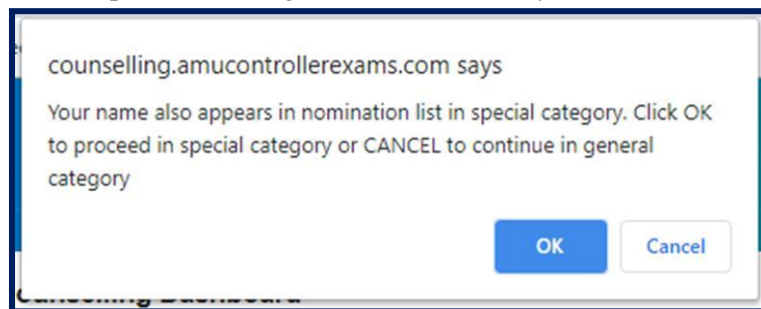 counselling.amucontrollerexams.com says
Your name also appears in nomination list in special category. Click OK
to proceed in special category or CANCEL to continue in general
category
OK Cancel